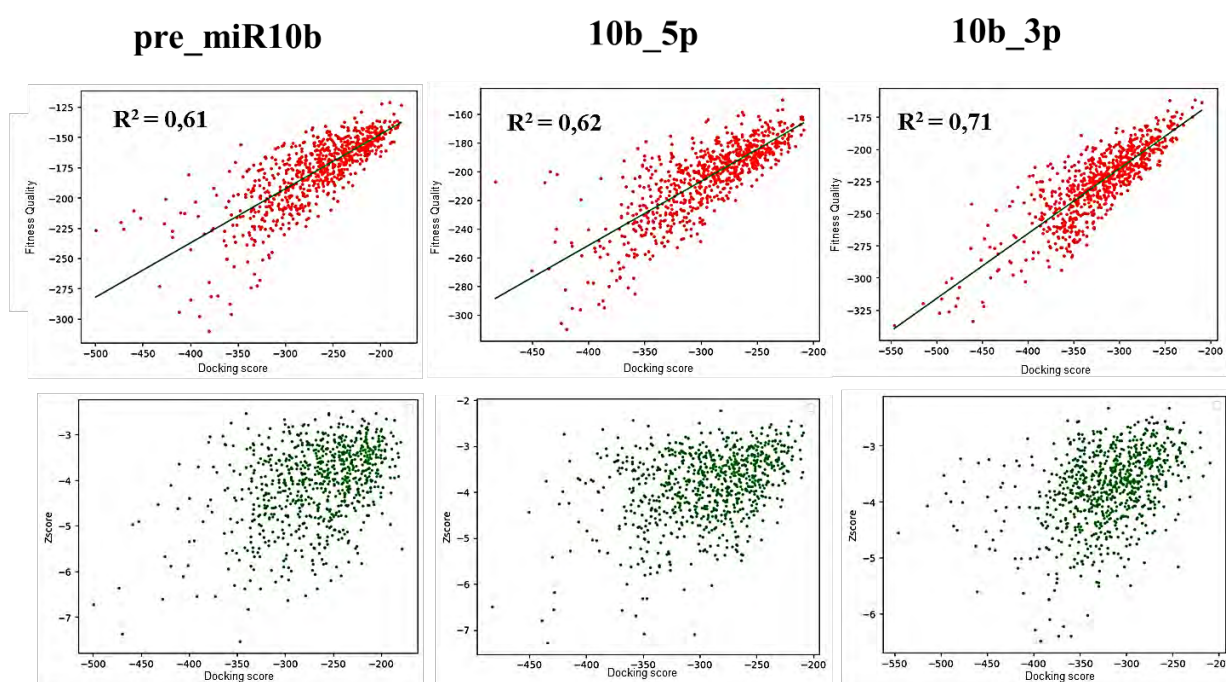 pre_miR10b 10b_5p 10b_3p
R² = 0,61
Fitness Quality
−125
−150
−175
−200
−225
−250
−275
−300
−500 −450 −400 −350 −300 −250 −200
Docking score
R² = 0,62
Fitness Quality
−160
−180
−200
−220
−240
−260
−280
−300
−450 −400 −350 −300 −250 −200
Docking score
R² = 0,71
Fitness Quality
−175
−200
−225
−250
−275
−300
−325
−550 −500 −450 −400 −350 −300 −250 −200
Docking score
Zscore
−3
−4
−5
−6
−7
−500 −450 −400 −350 −300 −250 −200
Docking score
Zscore
−2
−3
−4
−5
−6
−7
−450 −400 −350 −300 −250 −200
Docking score
Zscore
−3
−4
−5
−6
−550 −500 −450 −400 −350 −300 −250 −200
Docking score